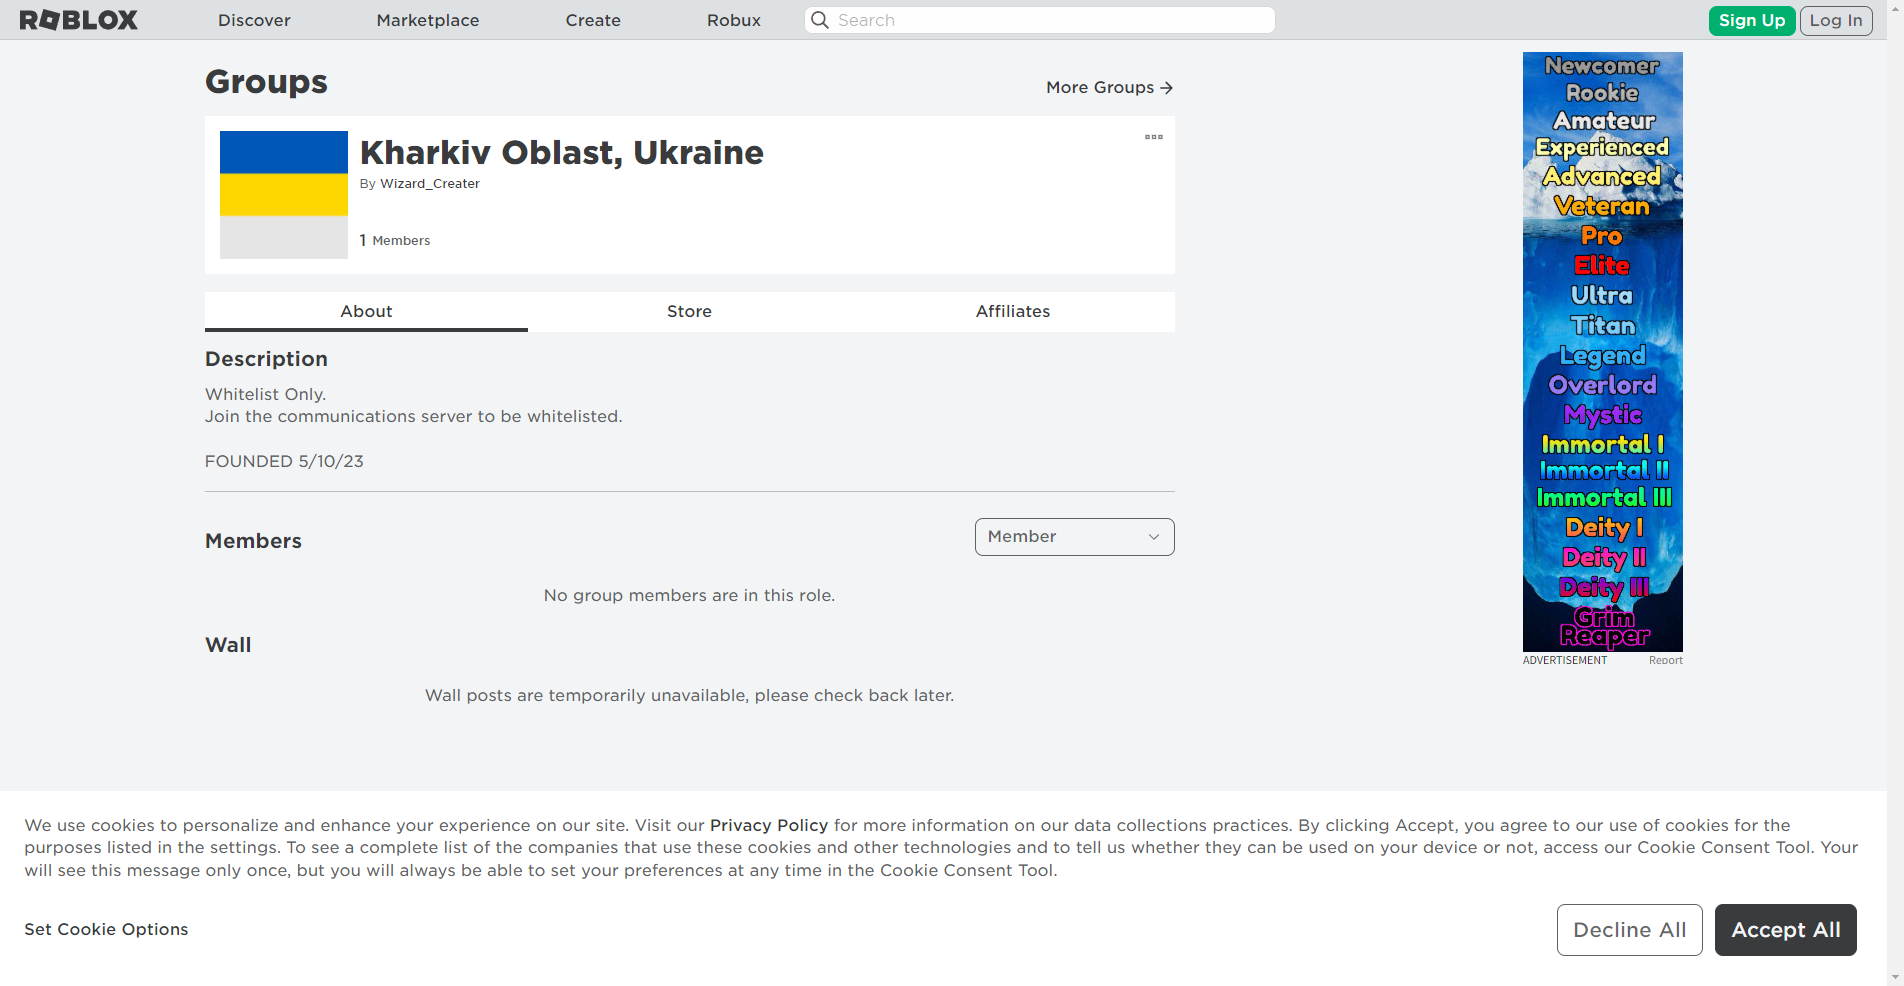 ROBLOX
Discover
Marketplace
Create
Robux
Search
Sign Up
Log In
Groups
More Groups
Kharkiv Oblast, Ukraine
By Wizard_Creater
1 Members
About
Store
Affiliates
Description
Whitelist Only.
Join the communications server to be whitelisted.
FOUNDED 5/10/23
Members
Member
No group members are in this role.
Wall
Wall posts are temporarily unavailable, please check back later.
Newcomer
Rookie
Amateur
Experienced
Advanced
Veteran
Pro
Elite
Ultra
Titan
Legend
Overlord
Mystic
Immortal I
Immortal II
Immortal III
Deity I
Deity II
Deity III
Grim
Reaper
ADVERTISEMENT
Report
We use cookies to personalize and enhance your experience on our site. Visit our Privacy Policy for more information on our data collections practices. By clicking Accept, you agree to our use of cookies for the
purposes listed in the settings. To see a complete list of the companies that use these cookies and other technologies and to tell us whether they can be used on your device or not, access our Cookie Consent Tool. Your
will see this message only once, but you will always be able to set your preferences at any time in the Cookie Consent Tool.
Set Cookie Options
Decline All
Accept All